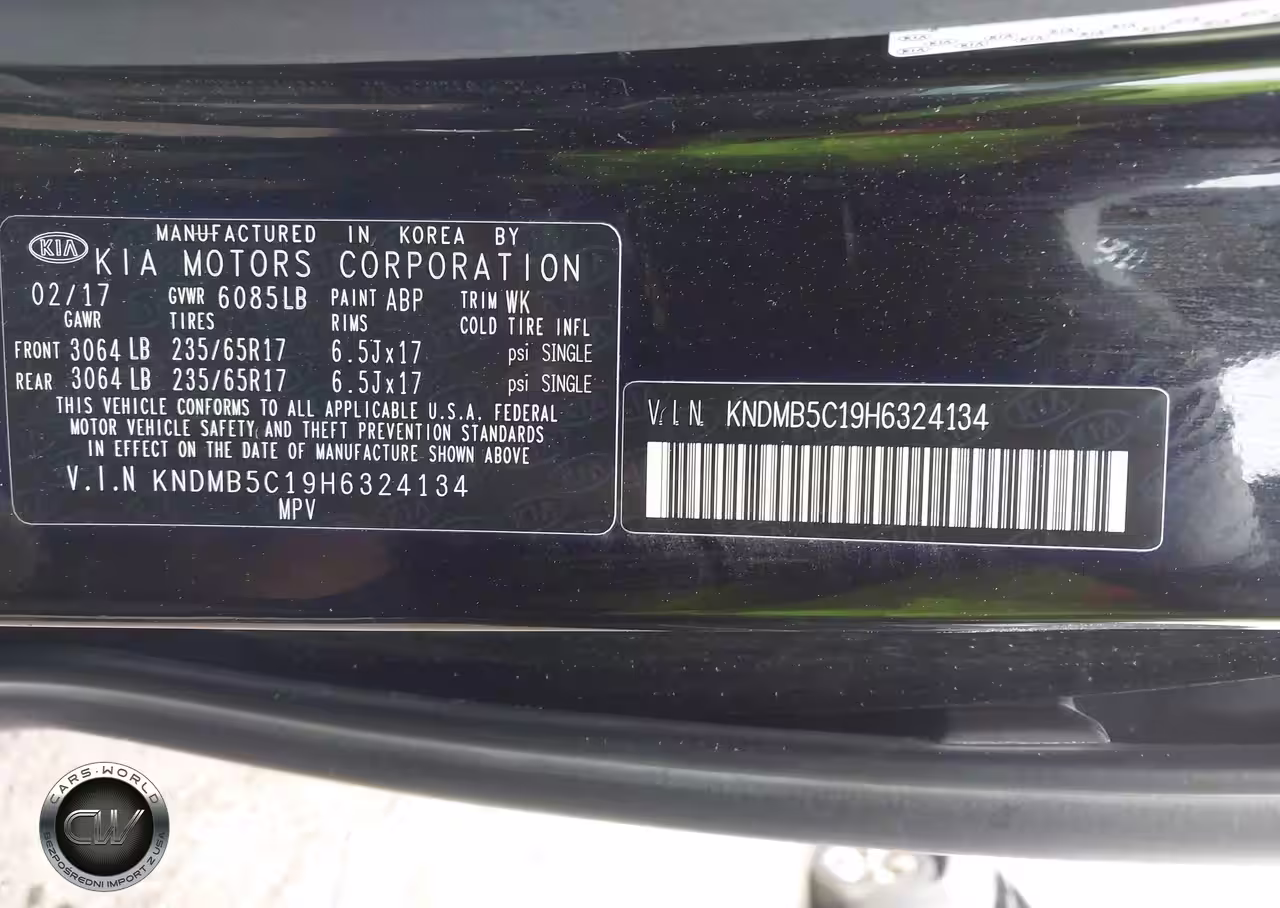 KIA
MANUFACTURED IN KOREA BY
KIA MOTORS CORPORATION
02/17 GVWR 6085LB PAINT ABP TRIM WK
GAWR TIRES RIMS COLD TIRE INFL
FRONT 3064 LB 235/65R17 6.5Jx17 psi SINGLE
REAR 3064 LB 235/65R17 6.5Jx17 psi SINGLE
THIS VEHICLE CONFORMS TO ALL APPLICABLE U.S.A. FEDERAL
MOTOR VEHICLE SAFETY AND THEFT PREVENTION STANDARDS
IN EFFECT ON THE DATE OF MANUFACTURE SHOWN ABOVE
V.I.N KNDMB5C19H6324134
MPV
V.I.N. KNDMB5C19H6324134
CARS·WORLD
CW
BEZPOŚREDNI IMPORT Z USA